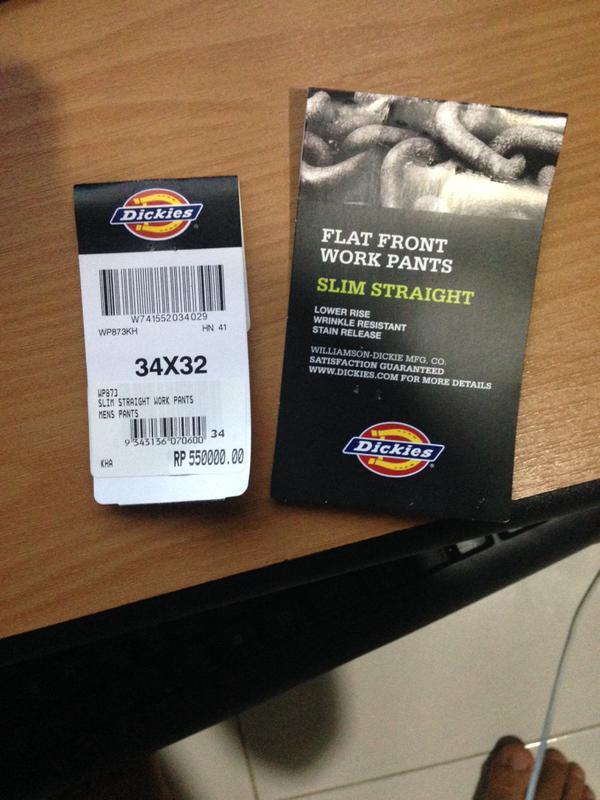 Dickies
W741552034029
WP873KH HN 41
34X32
WP873
SLIM STRAIGHT WORK PANTS
MENS PANTS
34
9 343136 070600
KHA RP 550000.00
FLAT FRONT
WORK PANTS
SLIM STRAIGHT
LOWER RISE
WRINKLE RESISTANT
STAIN RELEASE
WILLIAMSON-DICKIE MFG. CO.
SATISFACTION GUARANTEED
WWW.DICKIES.COM FOR MORE DETAILS
Dickies